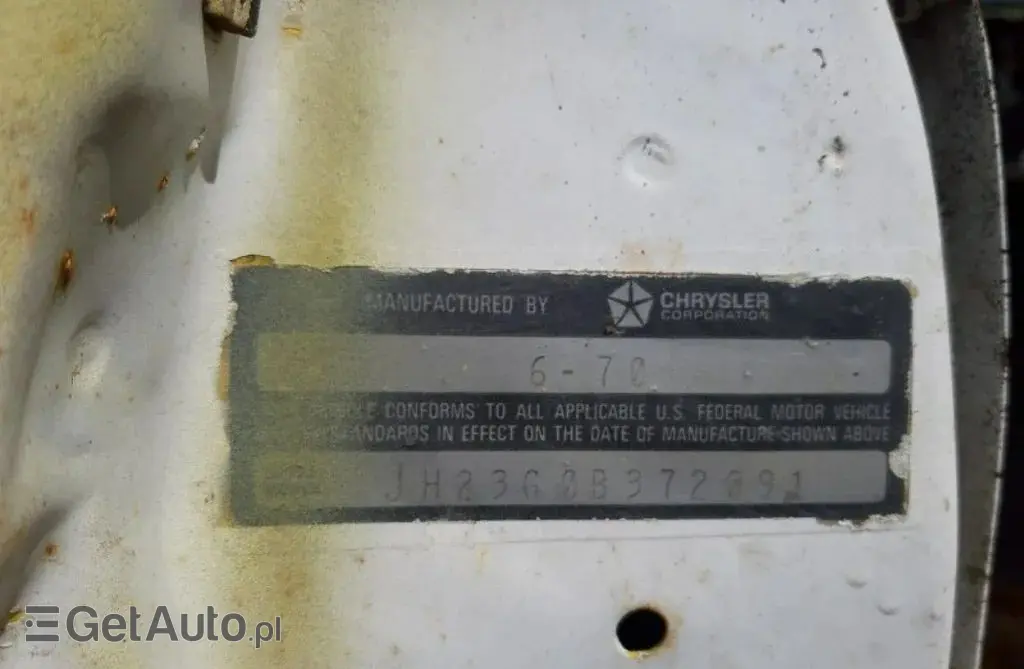 MANUFACTURED BY CHRYSLER CORPORATION
6-70
CONFORMS TO ALL APPLICABLE U.S. FEDERAL MOTOR VEHICLE
STANDARDS IN EFFECT ON THE DATE OF MANUFACTURE SHOWN ABOVE
JH23G0B372091
GetAuto.pl